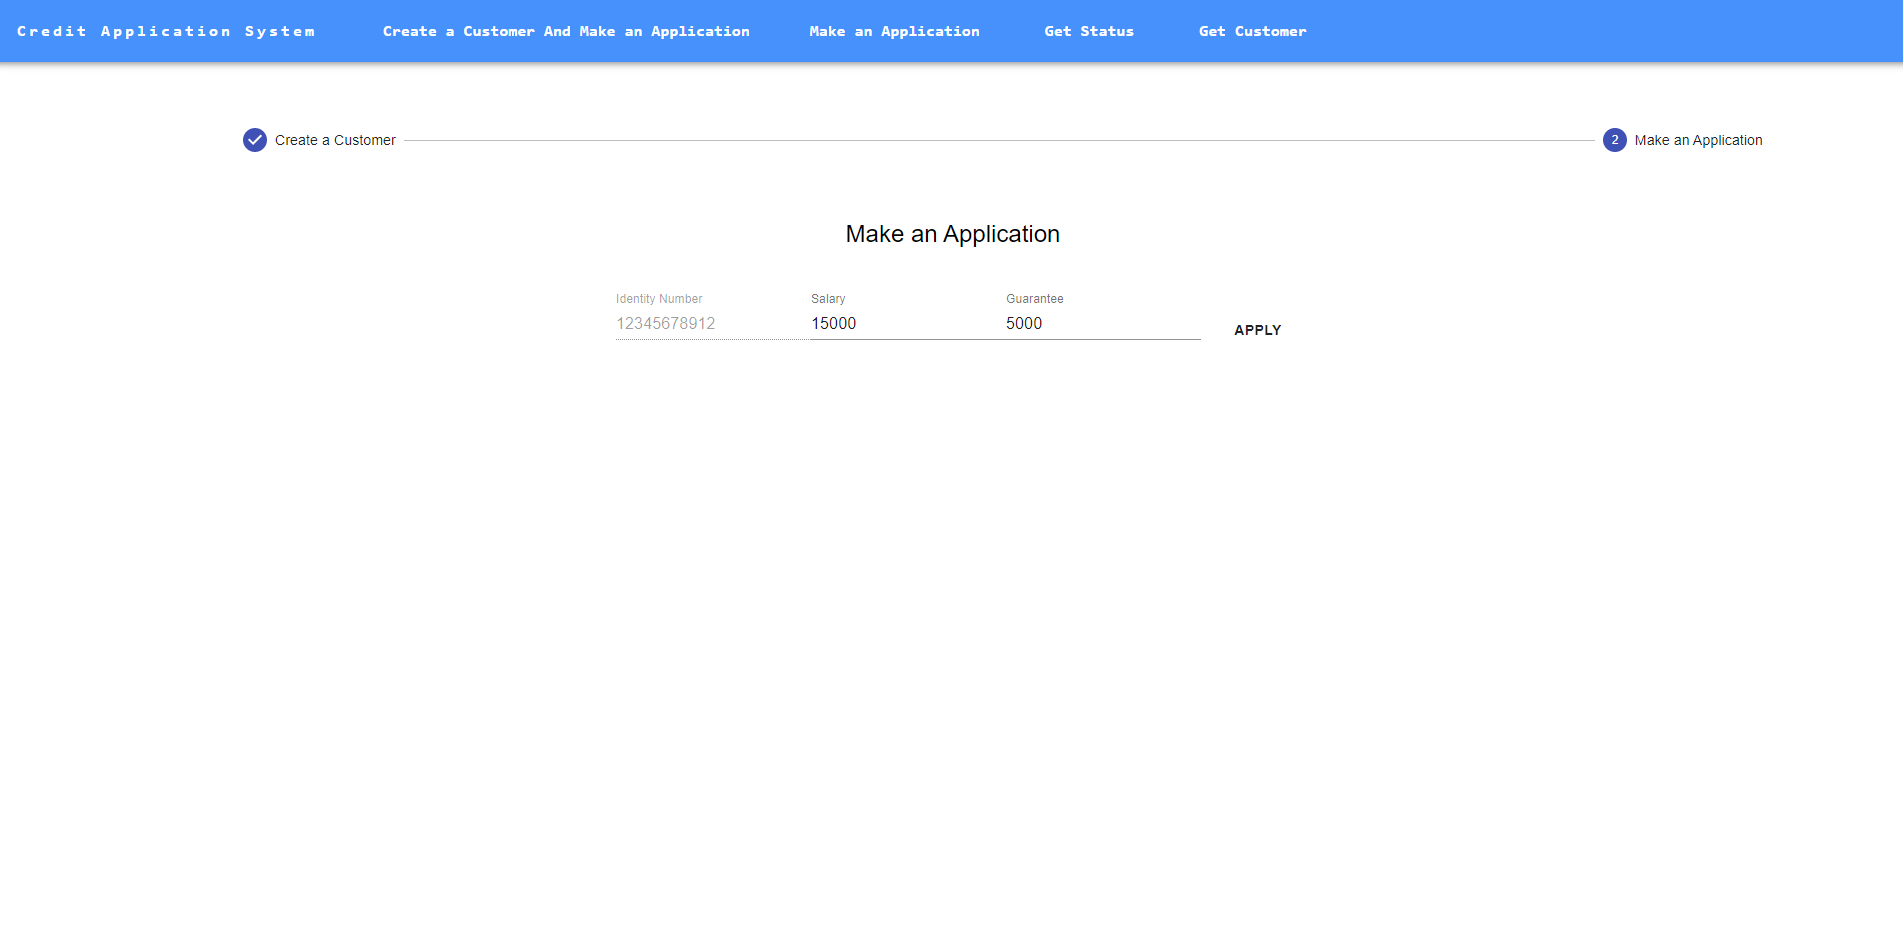 Credit Application System Create a Customer And Make an Application Make an Application Get Status Get Customer
Create a Customer 2 Make an Application
Make an Application
Identity Number Salary Guarantee
12345678912 15000 5000
APPLY